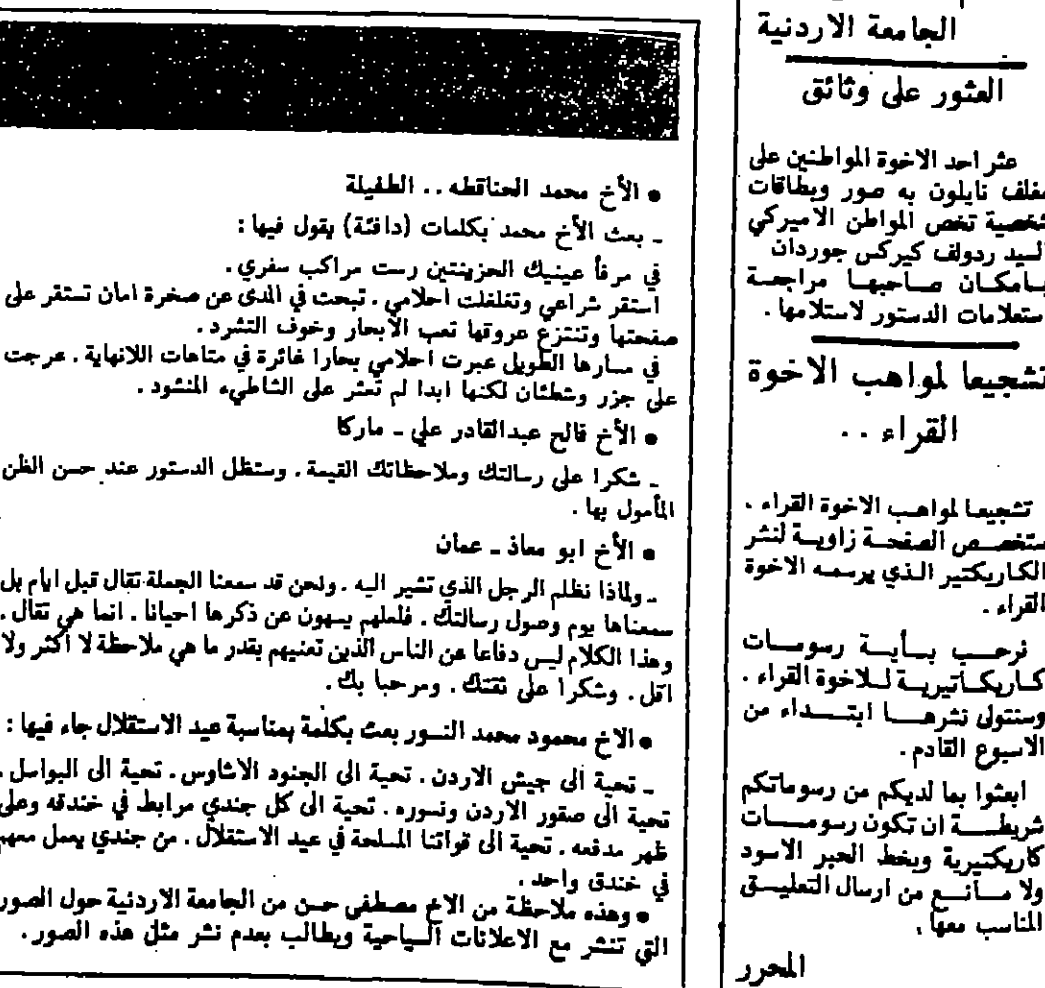 الجامعة الاردنية
العثور على وثائق
عثر احد الاخوة المواطنين على
مغلف نايلون به صور وبطاقات
شخصية تخص المواطن الاميركي
السيد ردولف كيركس جوردان
بامكان صاحبها مراجعة
استعلامات الدستور لاستلامها .
تشجيعا لمواهب الاخوة
القراء . .
تشجيعا لمواهب الاخوة القراء .
ستخصص الصفحة زاوية لنشر
الكاريكتير الذي يرسمه الاخوة
القراء .
نرحب بأية رسومات
كاريكاتيرية للاخوة القراء .
وسنتولى نشرها ابتداء من
الاسبوع القادم .
ابعثوا بما لديكم من رسوماتكم
شريطة ان تكون رسومات
كاريكتيرية وبخط الحبر الاسود
ولا مانع من ارسال التعليق
المناسب معها .
المحرر
● الأخ محمد الحناقطه . . الطفيلة
ـ بعث الأخ محمد بكلمات (دافئة) يقول فيها :
في مرفأ عينيك الحزينتين رست مراكب سفري .
استقر شراعي وتغلغلت احلامي . تبحث في المدى عن صخرة امان تستقر على
صفحتها وتنتزع عروقها تعب الأبحار وخوف التشرد .
في مسارها الطويل عبرت احلامي بحارا غائرة في متاهات اللانهاية . عرجت
على جزر وشطئان لكنها ابدا لم تعثر على الشاطيء المنشود .
● الأخ فالح عبدالقادر علي ـ ماركا
ـ شكرا على رسالتك وملاحظاتك القيمة . وستظل الدستور عند حسن الظن
المأمول بها .
● الأخ ابو معاذ ـ عمان
ـ ولماذا نظلم الرجل الذي تشير اليه . ونحن قد سمعنا الجملة تقال قبل ايام بل
سمعناها يوم وصول رسالتك . فلعلهم يسهون عن ذكرها احيانا . انما هي تقال .
وهذا الكلام ليس دفاعا عن الناس الذين تعنيهم بقدر ما هي ملاحظة لا أكثر ولا
اقل . وشكرا على ثقتك . ومرحبا بك .
● الاخ محمود محمد النسور بعث بكلمة بمناسبة عيد الاستقلال جاء فيها :
ـ تحية الى جيش الاردن . تحية الى الجنود الاشاوس . تحية الى البواسل .
تحية الى صقور الاردن ونسوره . تحية الى كل جندي مرابط في خندقه وعلى
ظهر مدفعه . تحية الى قواتنا المسلحة في عيد الاستقلال . من جندي يعمل معهم
في خندق واحد .
● وهذه ملاحظة من الاخ مصطفى حسن من الجامعة الاردنية حول الصور
التي تنشر مع الاعلانات السياحية ويطالب بعدم نشر مثل هذه الصور .